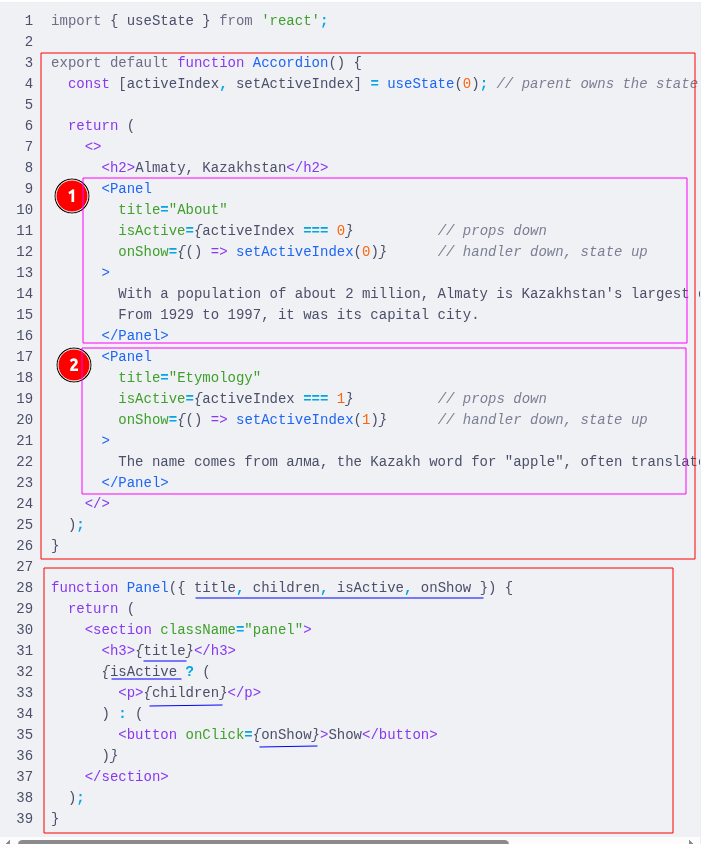 1 import { useState } from 'react';
2
3 export default function Accordion() {
4 const [activeIndex, setActiveIndex] = useState(0); // parent owns the state
5
6 return (
7 <>
8 <h2>Almaty, Kazakhstan</h2>
1
9 <Panel
10 title="About"
11 isActive={activeIndex === 0} // props down
12 onShow={() => setActiveIndex(0)} // handler down, state up
13 >
14 With a population of about 2 million, Almaty is Kazakhstan's largest
15 From 1929 to 1997, it was its capital city.
16 </Panel>
2
17 <Panel
18 title="Etymology"
19 isActive={activeIndex === 1} // props down
20 onShow={() => setActiveIndex(1)} // handler down, state up
21 >
22 The name comes from алма, the Kazakh word for "apple", often translat
23 </Panel>
24 </>
25 );
26 }
27
28 function Panel({ title, children, isActive, onShow }) {
29 return (
30 <section className="panel">
31 <h3>{title}</h3>
32 {isActive ? (
33 <p>{children}</p>
34 ) : (
35 <button onClick={onShow}>Show</button>
36 )}
37 </section>
38 );
39 }